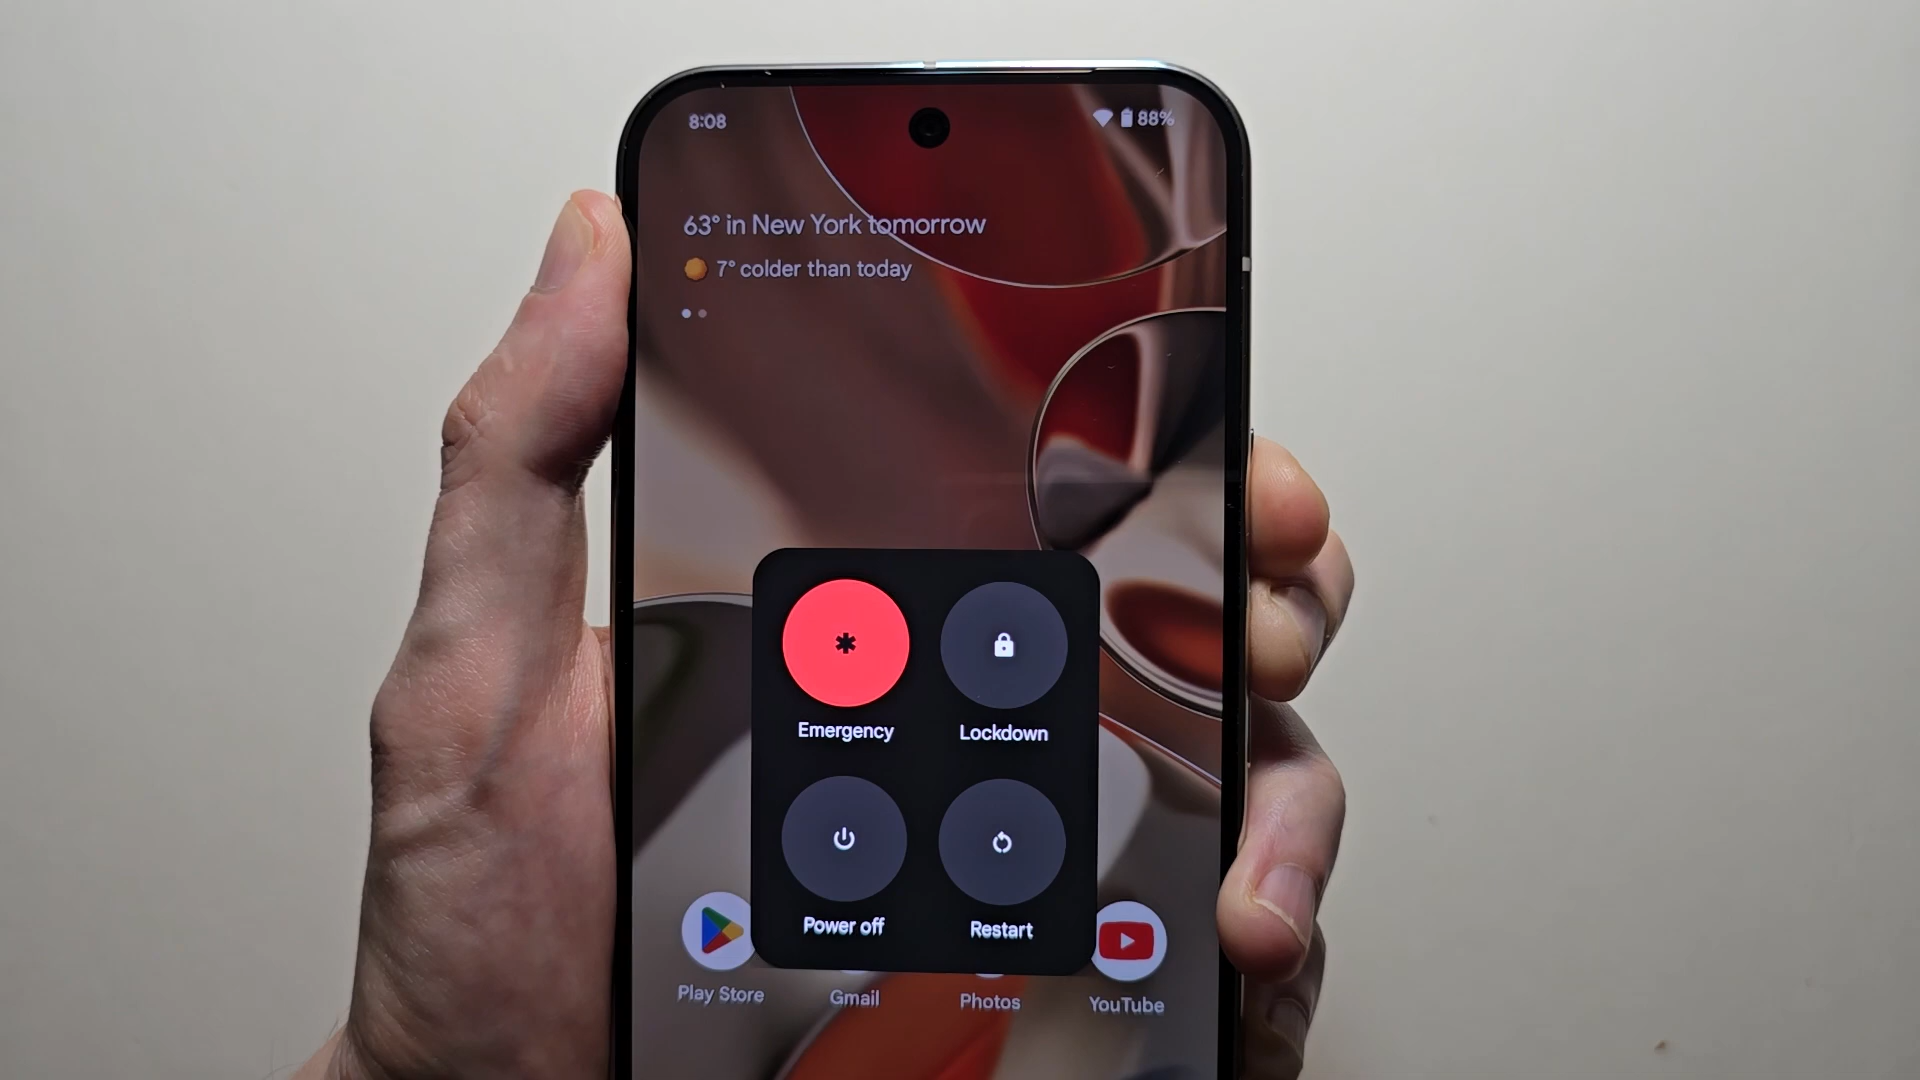 8:08
88%
63° in New York tomorrow
7° colder than today
Emergency
Lockdown
Power off
Restart
Play Store
Gmail
Photos
YouTube